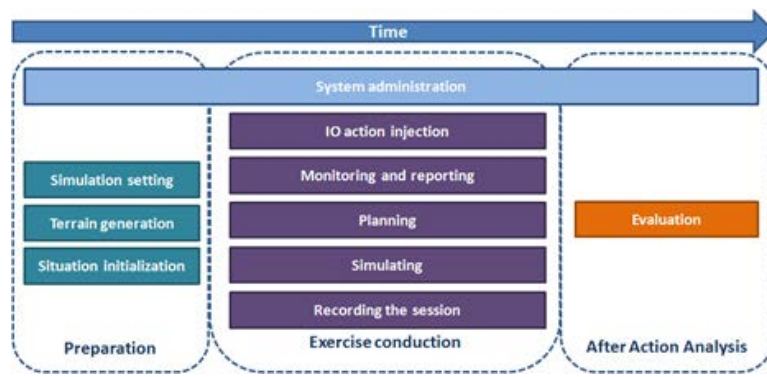 Time
System administration
IO action injection
Monitoring and reporting
Simulation setting
Planning
Terrain generation
Evaluation
Simulating
Situation initialization
Recording the session
Preparation
Exercise conduction
After Action Analysis